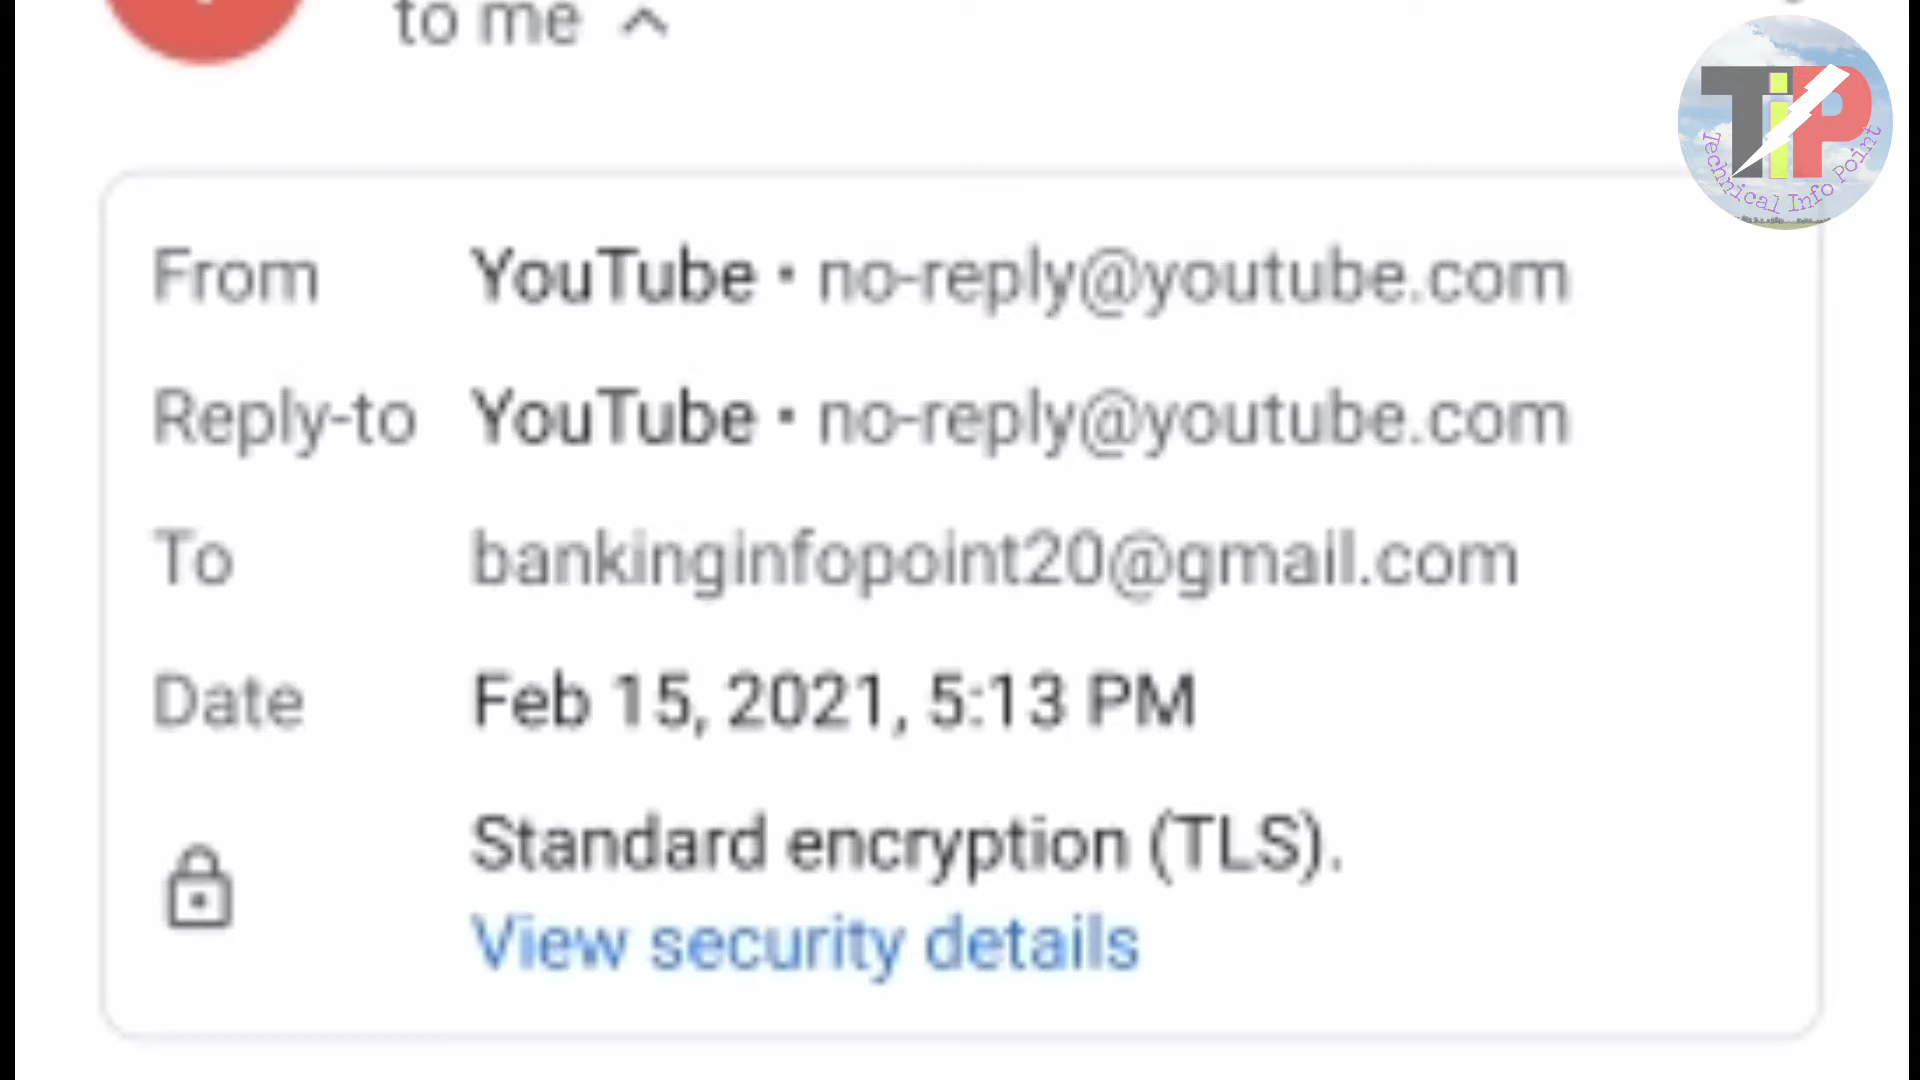 to me
TiP
Technical Info Point
From YouTube • no-reply@youtube.com
Reply-to YouTube • no-reply@youtube.com
To bankinginfopoint20@gmail.com
Date Feb 15, 2021, 5:13 PM
Standard encryption (TLS).
View security details